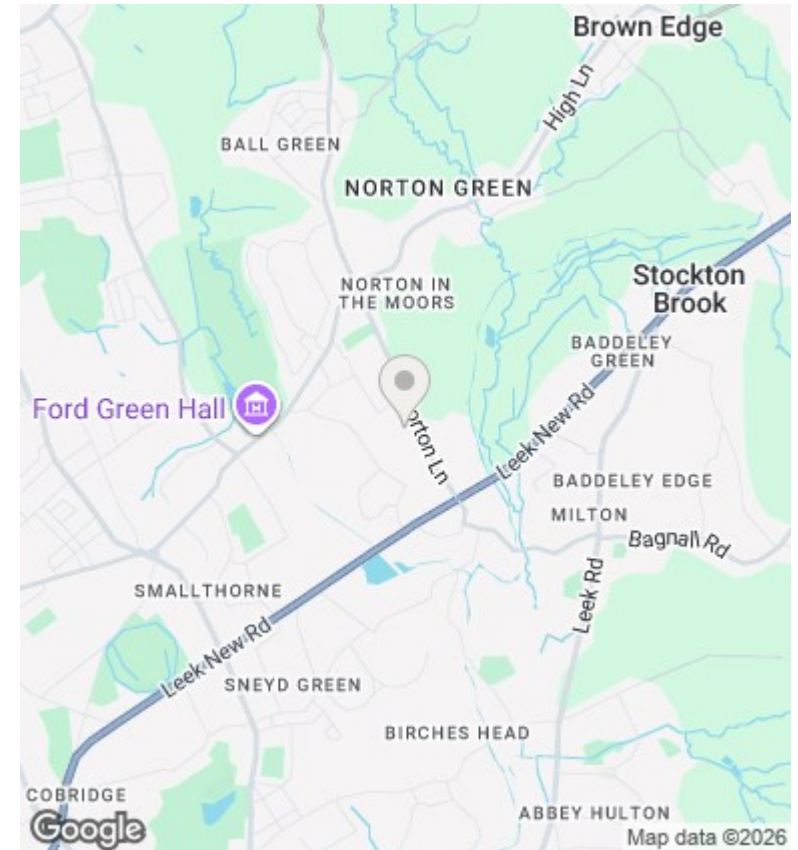 Brown Edge
High Ln
BALL GREEN
NORTON GREEN
NORTON IN
THE MOORS
Stockton
Brook
BADDELEY
GREEN
Ford Green Hall
orton Ln
Leek New Rd
BADDELEY EDGE
MILTON
Bagnall Rd
SMALLTHORNE
Leek Rd
Leek New Rd
SNEYD GREEN
BIRCHES HEAD
COBRIDGE
ABBEY HULTON
Google
Map data ©2026